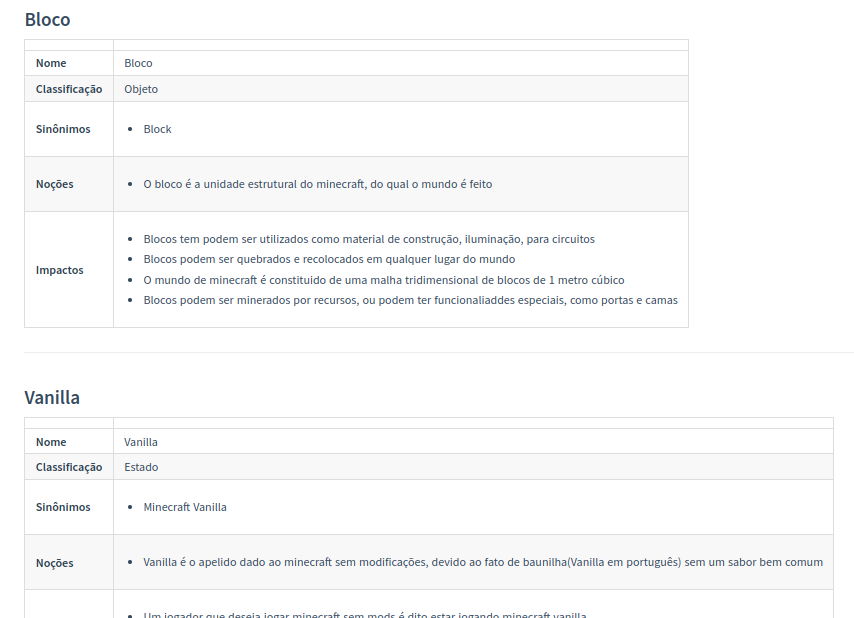 Bloco
Nome Bloco
Classificação Objeto
Sinônimos • Block
Noções • O bloco é a unidade estrutural do minecraft, do qual o mundo é feito
• Blocos tem podem ser utilizados como material de construção, iluminação, para circuitos
• Blocos podem ser quebrados e recolocados em qualquer lugar do mundo
Impactos
• O mundo de minecraft é constituido de uma malha tridimensional de blocos de 1 metro cúbico
• Blocos podem ser minerados por recursos, ou podem ter funcionaliaddes especiais, como portas e camas
Vanilla
Nome Vanilla
Classificação Estado
Sinônimos • Minecraft Vanilla
Noções • Vanilla é o apelido dado ao minecraft sem modificações, devido ao fato de baunilha(Vanilla em português) sem um sabor bem comum
• Um jogador que deseja jogar minecraft sem mods é dito estar jogando minecraft vanilla